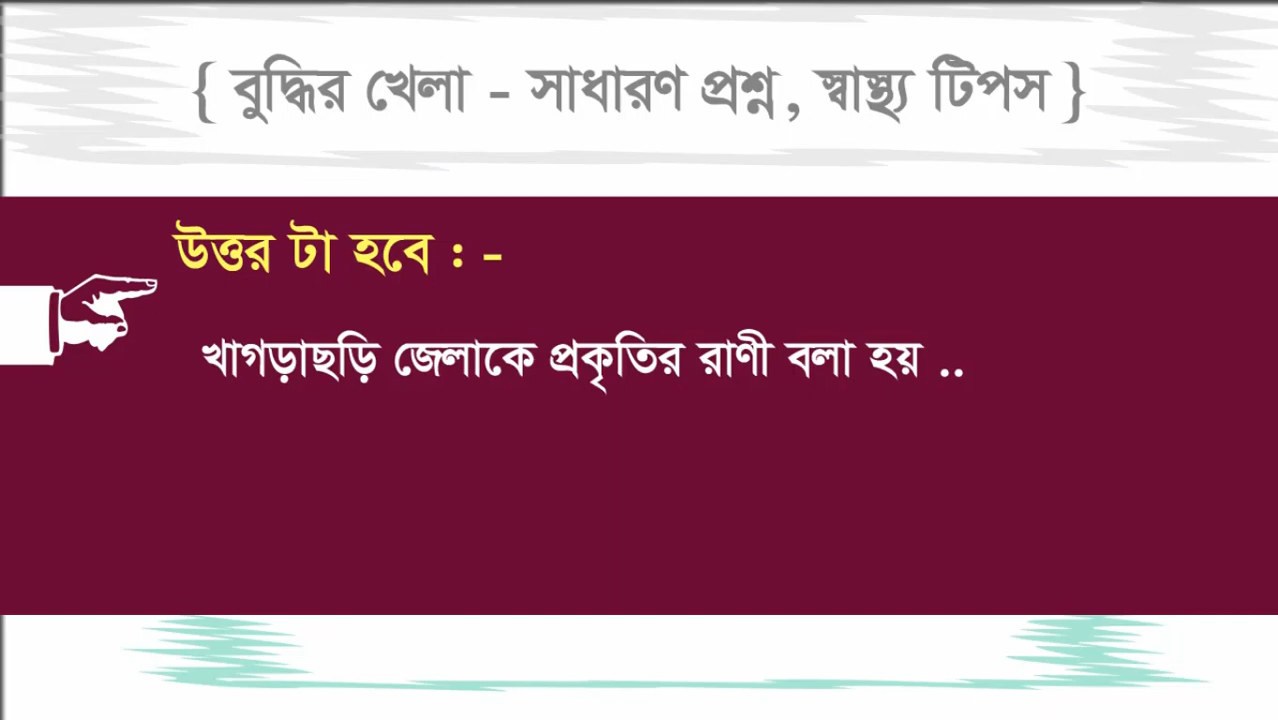 { বুদ্ধির খেলা - সাধারণ প্রশ্ন, স্বাস্থ্য টিপস }
উত্তর টা হবে : -
খাগড়াছড়ি জেলাকে প্রকৃতির রাণী বলা হয় ..